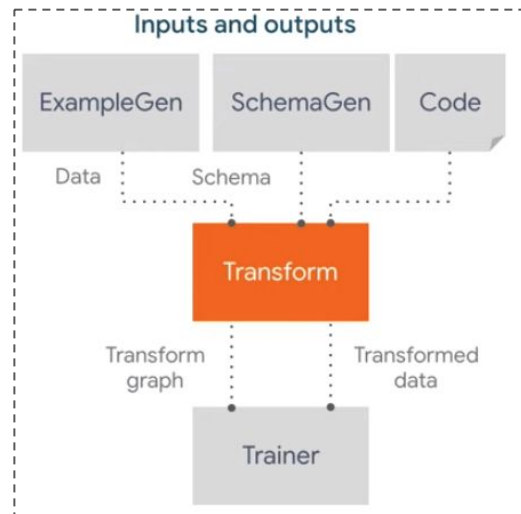 Inputs and outputs
ExampleGen
SchemaGen
Code
Data
Schema
Transform
Transform
graph
Transformed
data
Trainer